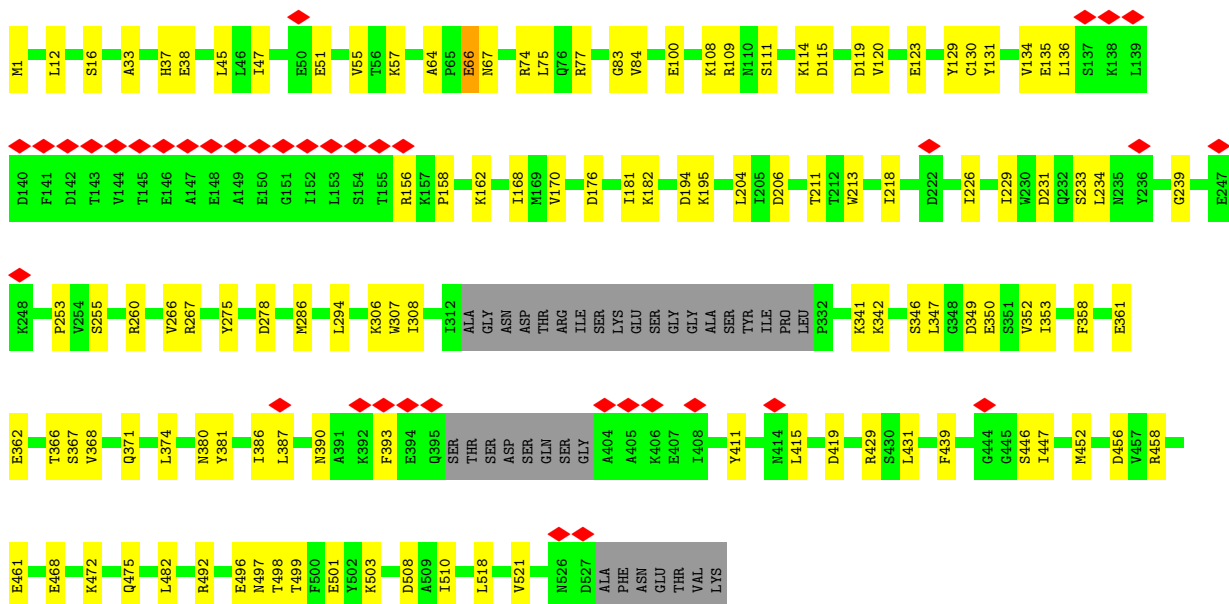 M1 L12 S16 A33 H37 E38 L45 L46 I47 E50 E51 V55 T56 K57 A64 P65 E66 N67 R74 L75 Q76 R77 G83 V84 E100 K108 R109 N110 S111 K114 D115 D119 V120 E123 Y129 C130 Y131 V134 E135 L136 S137 K138 L139
D140 F141 D142 T143 V144 T145 E146 A147 E148 A149 E150 G151 I152 L153 S154 T155 R156 K157 P158 K162 I168 M169 V170 D176 I181 K182 D194 K195 L204 I205 D206 T211 T212 W213 I218 D222 I226 I229 W230 D231 Q232 S233 L234 N235 Y236 G239 E247
K248 P253 V254 S255 R260 V266 R267 Y275 D278 M286 L294 K306 W307 I308 I312 ALA GLY ASN ASP THR ARG ILE SER LYS GLU SER GLY GLY ALA SER TYR ILE PRO LEU P332 K341 K342 S346 L347 G348 D349 E350 S351 V352 I353 F358 E361
E362 T366 S367 V368 Q371 L374 N380 Y381 I386 L387 N390 A391 K392 F393 E394 Q395 SER THR SER ASP SER GLN SER GLY A404 A405 K406 E407 I408 Y411 N414 L415 D419 R429 S430 L431 F439 G444 G445 S446 I447 M452 D456 V457 R458
E461 E468 K472 Q475 L482 R492 E496 N497 T498 T499 F500 E501 Y502 K503 D508 A509 I510 L518 V521 N526 D527 ALA PHE ASN GLU THR VAL LYS